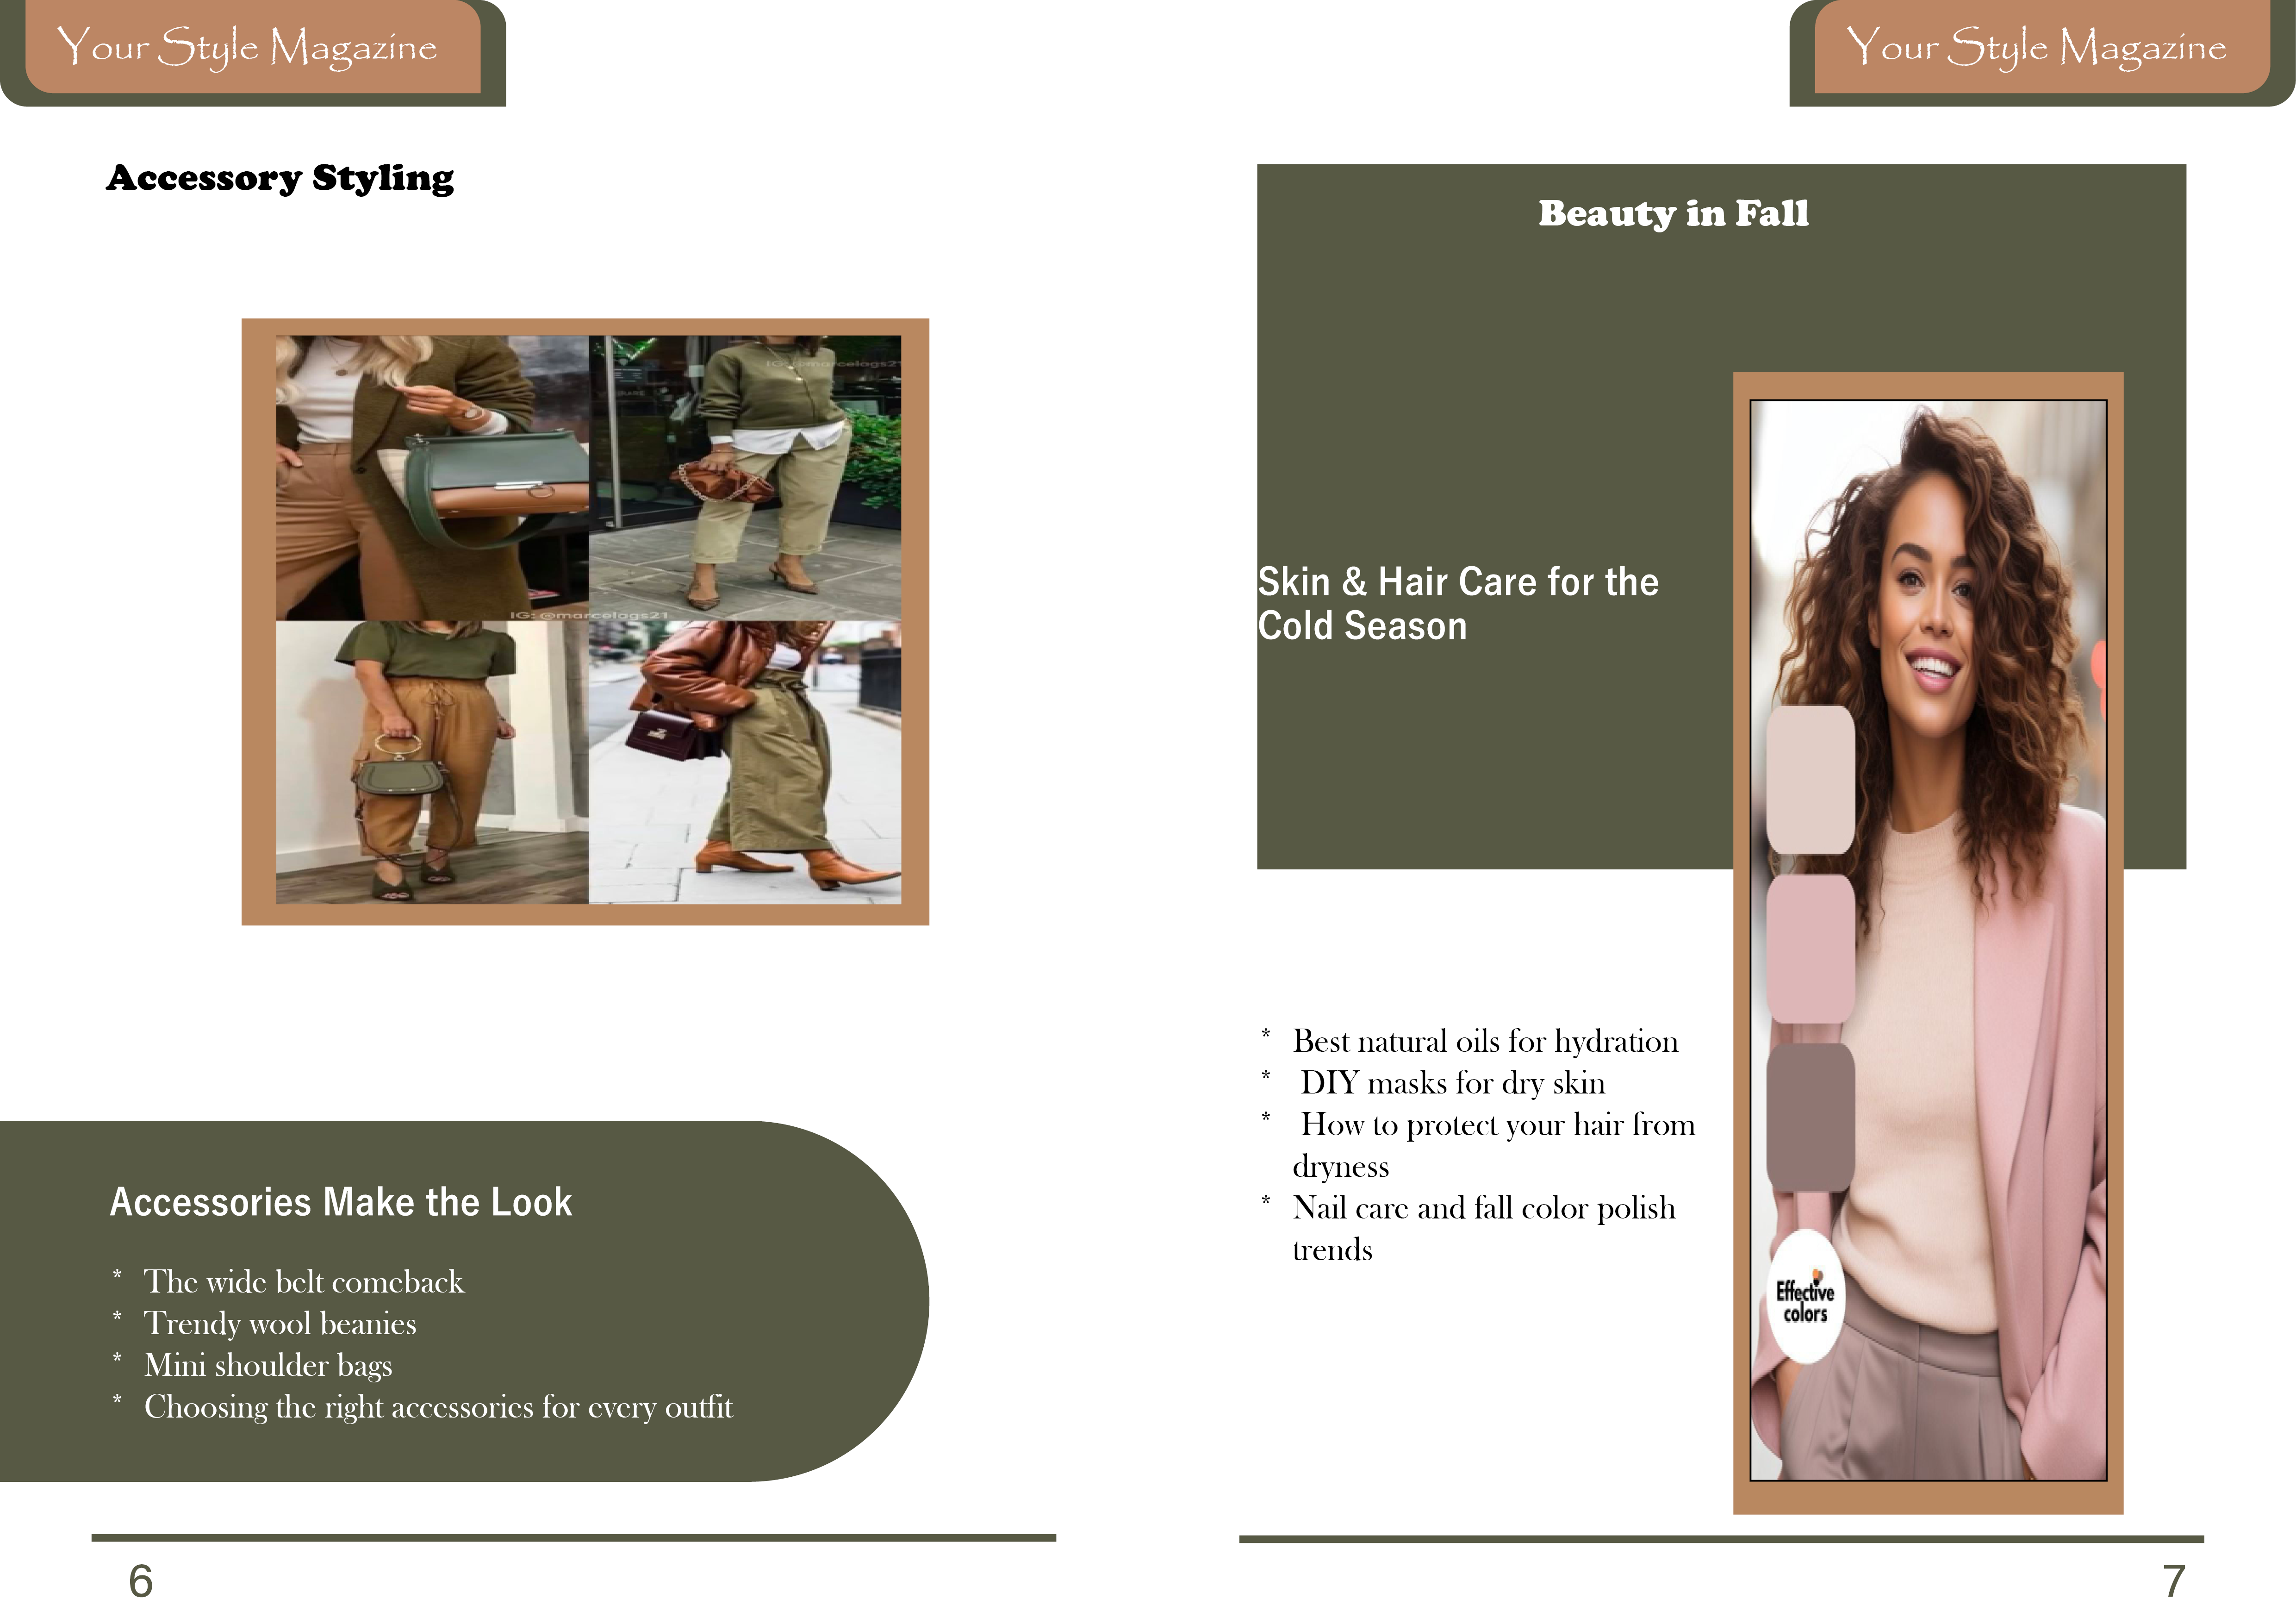 Your Style Magazine
Accessory Styling
IG: @marcelags21
IG: @marcelags21
Accessories Make the Look
* The wide belt comeback
* Trendy wool beanies
* Mini shoulder bags
* Choosing the right accessories for every outfit
6
Your Style Magazine
Beauty in Fall
Skin & Hair Care for the
Cold Season
* Best natural oils for hydration
* DIY masks for dry skin
* How to protect your hair from
dryness
* Nail care and fall color polish
trends
Effective
colors
7